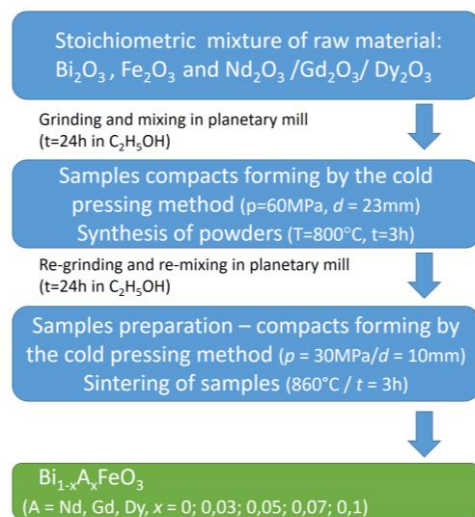 Stoichiometric mixture of raw material:
Bi₂O₃ , Fe₂O₃ and Nd₂O₃ /Gd₂O₃/ Dy₂O₃
Grinding and mixing in planetary mill
(t=24h in C₂H₅OH)
Samples compacts forming by the cold
pressing method (p=60MPa, d = 23mm)
Synthesis of powders (T=800°C, t=3h)
Re-grinding and re-mixing in planetary mill
(t=24h in C₂H₅OH)
Samples preparation – compacts forming by
the cold pressing method (p = 30MPa/d = 10mm)
Sintering of samples (860°C / t = 3h)
Bi₁₋ₓAₓFeO₃
(A = Nd, Gd, Dy, x = 0; 0,03; 0,05; 0,07; 0,1)